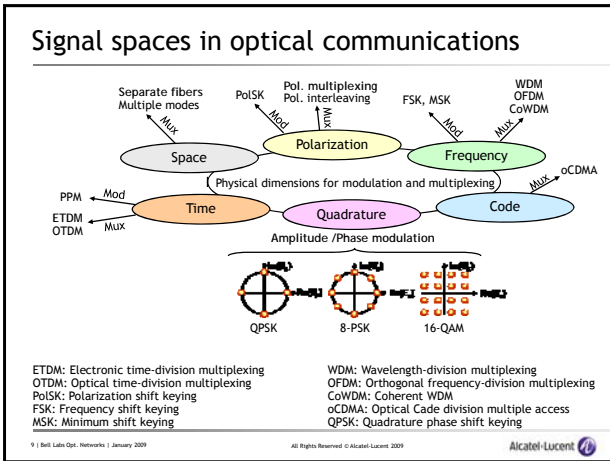 Signal spaces in optical communications
Separate fibers
Multiple modes
Mux
PolSK
Mod
Pol. multiplexing
Pol. interleaving
Mux
FSK, MSK
Mod
WDM
OFDM
CoWDM
Mux
Space
Polarization
Frequency
Physical dimensions for modulation and multiplexing
Mux
oCDMA
PPM
Mod
ETDM
OTDM
Mux
Time
Quadrature
Code
Amplitude /Phase modulation
QPSK
8-PSK
16-QAM
ETDM: Electronic time-division multiplexing
OTDM: Optical time-division multiplexing
PolSK: Polarization shift keying
FSK: Frequency shift keying
MSK: Minimum shift keying
WDM: Wavelength-division multiplexing
OFDM: Orthogonal frequency-division multiplexing
CoWDM: Coherent WDM
oCDMA: Optical Cade division multiple access
QPSK: Quadrature phase shift keying
9 | Bell Labs Opt. Networks | January 2009
All Rights Reserved © Alcatel-Lucent 2009
Alcatel·Lucent